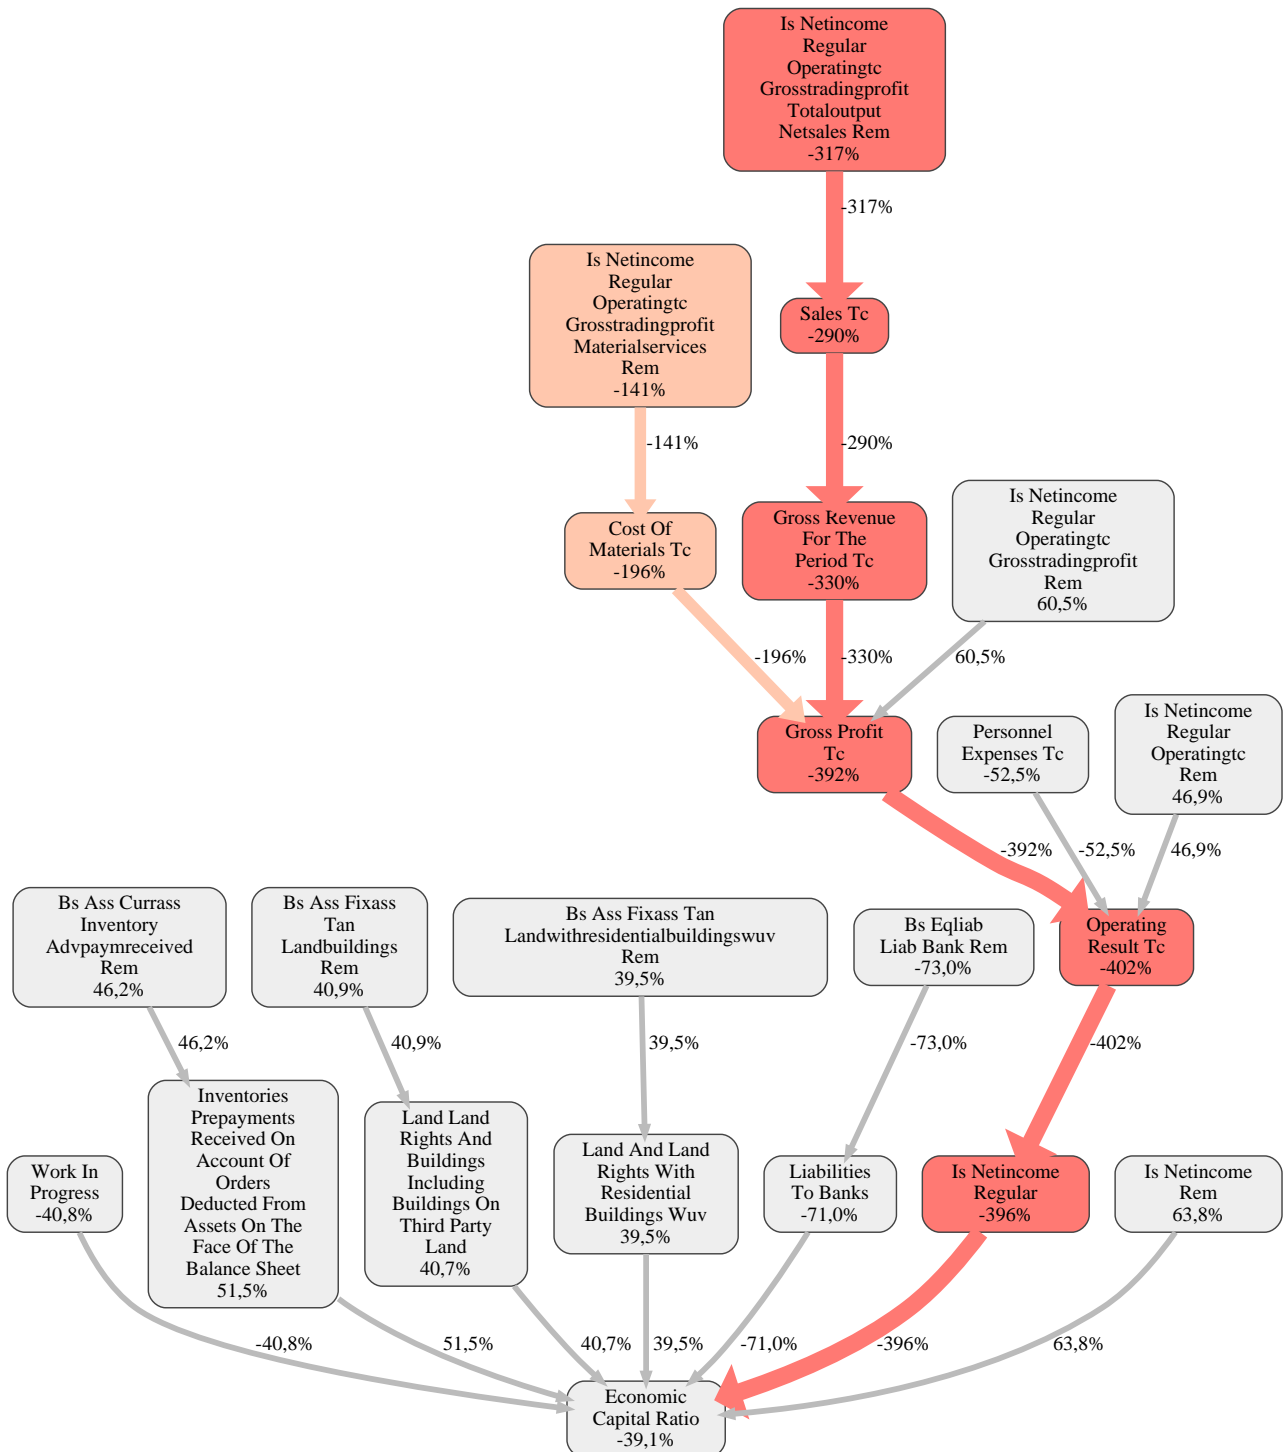 Is Netincome
Regular
Operatingtc
Grosstradingprofit
Totaloutput
Netsales Rem
-317%
-317%
Is Netincome
Regular
Operatingtc
Grosstradingprofit
Materialservices
Rem
-141%
Sales Tc
-290%
-141%
-290%
Cost Of
Materials Tc
-196%
Gross Revenue
For The
Period Tc
-330%
Is Netincome
Regular
Operatingtc
Grosstradingprofit
Rem
60,5%
-196%
-330%
60,5%
Gross Profit
Tc
-392%
Personnel
Expenses Tc
-52,5%
Is Netincome
Regular
Operatingtc
Rem
46,9%
-392%
-52,5%
46,9%
Bs Ass Currass
Inventory
Advpaymreceived
Rem
46,2%
Bs Ass Fixass
Tan
Landbuildings
Rem
40,9%
Bs Ass Fixass Tan
Landwithresidentialbuildingswuv
Rem
39,5%
Bs Eqliab
Liab Bank Rem
-73,0%
Operating
Result Tc
-402%
46,2%
40,9%
39,5%
-73,0%
-402%
Work In
Progress
-40,8%
Inventories
Prepayments
Received On
Account Of
Orders
Deducted From
Assets On The
Face Of The
Balance Sheet
51,5%
Land Land
Rights And
Buildings
Including
Buildings On
Third Party
Land
40,7%
Land And Land
Rights With
Residential
Buildings Wuv
39,5%
Liabilities
To Banks
-71,0%
Is Netincome
Regular
-396%
Is Netincome
Rem
63,8%
-40,8%
51,5%
40,7%
39,5%
-71,0%
-396%
63,8%
Economic
Capital Ratio
-39,1%